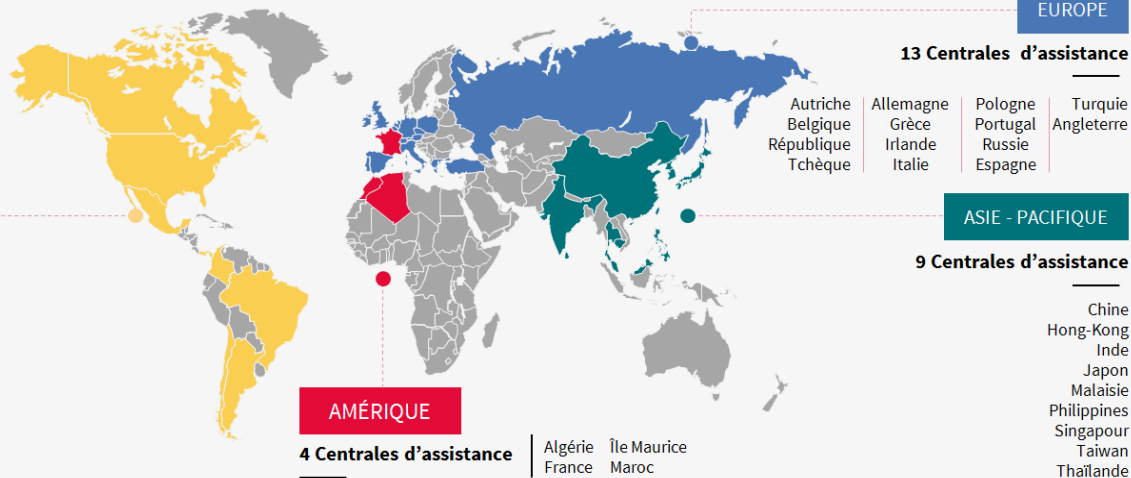 EUROPE
13 Centrales d'assistance
Autriche
Belgique
République
Tchèque
Allemagne
Grèce
Irlande
Italie
Pologne
Portugal
Russie
Espagne
Turquie
Angleterre
ASIE - PACIFIQUE
9 Centrales d'assistance
Chine
Hong-Kong
Inde
Japon
Malaisie
Philippines
Singapour
Taiwan
Thaïlande
AMÉRIQUE
4 Centrales d'assistance
Algérie
France
Île Maurice
Maroc